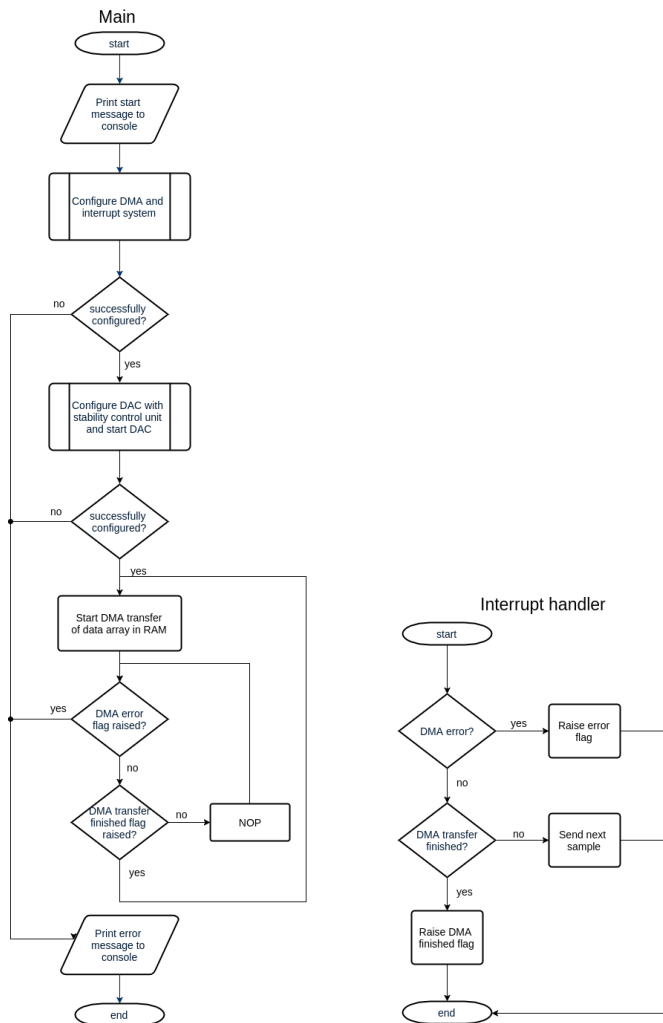 Main
start
Print start
message to
console
Configure DMA and
interrupt system
no
successfully
configured?
yes
Configure DAC with
stability control unit
and start DAC
no
successfully
configured?
yes
Start DMA transfer
of data array in RAM
yes
DMA error
flag raised?
no
DMA transfer
finished flag
raised?
no
NOP
yes
Print error
message to
console
end
Interrupt handler
start
DMA error?
yes
Raise error
flag
no
DMA transfer
finished?
no
Send next
sample
yes
Raise DMA
finished flag
end